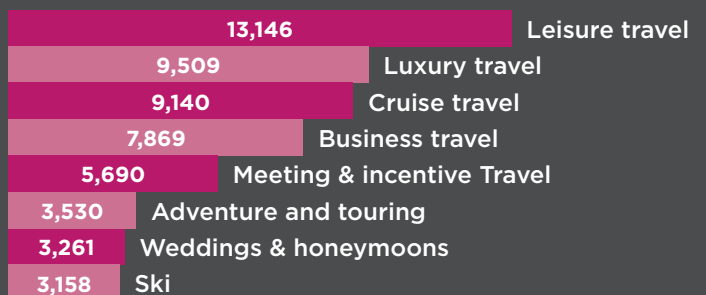 13,146 Leisure travel
9,509 Luxury travel
9,140 Cruise travel
7,869 Business travel
5,690 Meeting & incentive Travel
3,530 Adventure and touring
3,261 Weddings & honeymoons
3,158 Ski